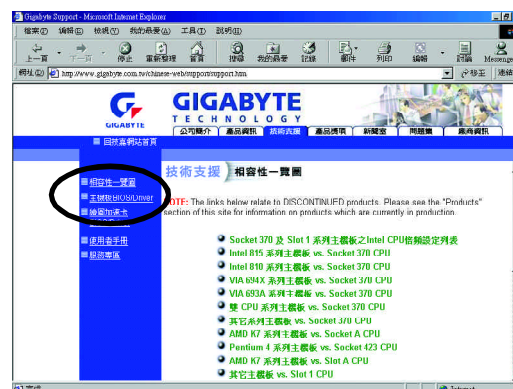 Gigabyte Support - Microsoft Internet Explorer
檔案(F) 編輯(E) 檢視(V) 我的最愛(A) 工具(T) 說明(H)
上一頁 下一頁 停止 重新整理 首頁 搜尋 我的最愛 記錄 郵件 列印 編輯 討論 Messenger
網址(D) http://www.gigabyte.com.tw/chinese-web/support/support.htm 移至 連結
GIGABYTE
GIGABYTE
TECHNOLOGY
公司簡介 產品資訊 技術支援 產品獎項 新聞室 問題集 廠商資訊
回技嘉網站首頁
技術支援 相容性一覽圖
相容性一覽圖
主機板BIOS/Driver
繪圖加速卡
使用者手冊
服務專區
NOTE: The links below relate to DISCONTINUED products. Please see the "Products" section of this site for information on products which are currently in production.
Socket 370 及 Slot 1 系列主機板之Intel CPU倍頻設定列表
Intel 815 系列主機板 vs. Socket 370 CPU
Intel 810 系列主機板 vs. Socket 370 CPU
VIA 694X 系列主機板 vs. Socket 370 CPU
VIA 693A 系列主機板 vs. Socket 370 CPU
雙 CPU 系列主機板 vs. Socket 370 CPU
其它系列主機板 vs. Socket 370 CPU
AMD K7 系列主機板 vs. Socket A CPU
Pentium 4 系列主機板 vs. Socket 423 CPU
AMD K7 系列主機板 vs. Slot A CPU
其它主機板 vs. Slot 1 CPU